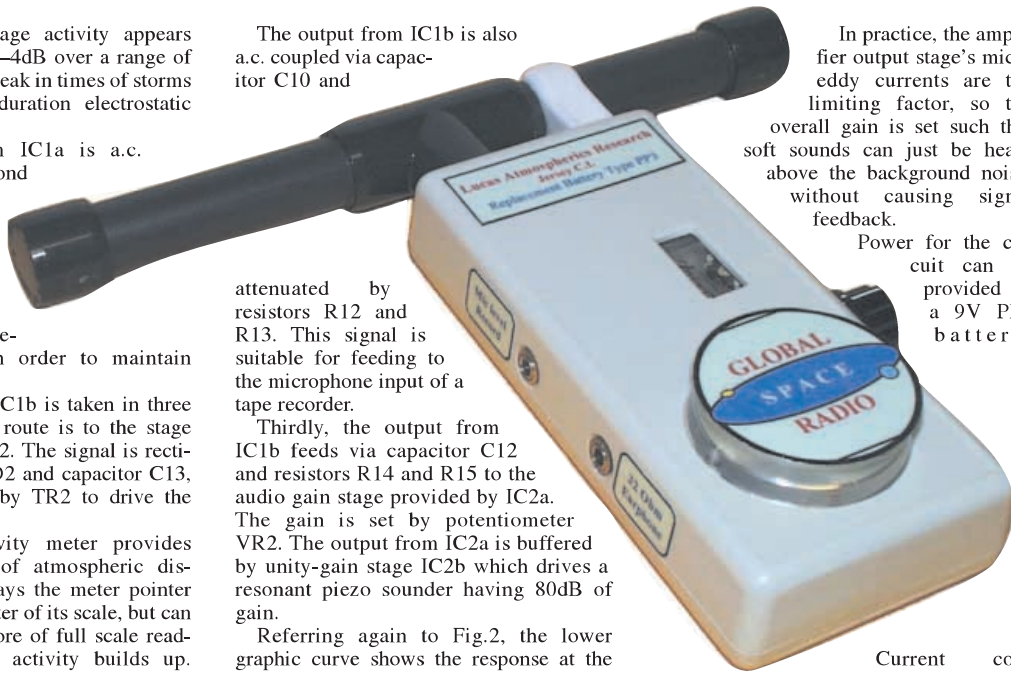 age activity appears
–4dB over a range of
eak in times of storms
duration electrostatic
IC1a is a.c.
ond
n order to maintain
C1b is taken in three
route is to the stage
2. The signal is recti-
D2 and capacitor C13,
by TR2 to drive the
vity meter provides
of atmospheric dis-
ays the meter pointer
ter of its scale, but can
ore of full scale read-
activity builds up.
The output from IC1b is also
a.c. coupled via capac-
itor C10 and
attenuated by
resistors R12 and
R13. This signal is
suitable for feeding to
the microphone input of a
tape recorder.
Thirdly, the output from
IC1b feeds via capacitor C12
and resistors R14 and R15 to the
audio gain stage provided by IC2a.
The gain is set by potentiometer
VR2. The output from IC2a is buffered
by unity-gain stage IC2b which drives a
resonant piezo sounder having 80dB of
gain.
Referring again to Fig.2, the lower
graphic curve shows the response at the
Lucas Atmospherics Research
Jersey C.I.
Replacement Battery Type PP3
Mic level
Record
GLOBAL
SPACE
RADIO
32 Ohm
Earphone
In practice, the amp
fier output stage's mic
eddy currents are t
limiting factor, so t
overall gain is set such th
soft sounds can just be hea
above the background nois
without causing sign
feedback.
Power for the c
cuit can
provided
a 9V P
batter
Current co